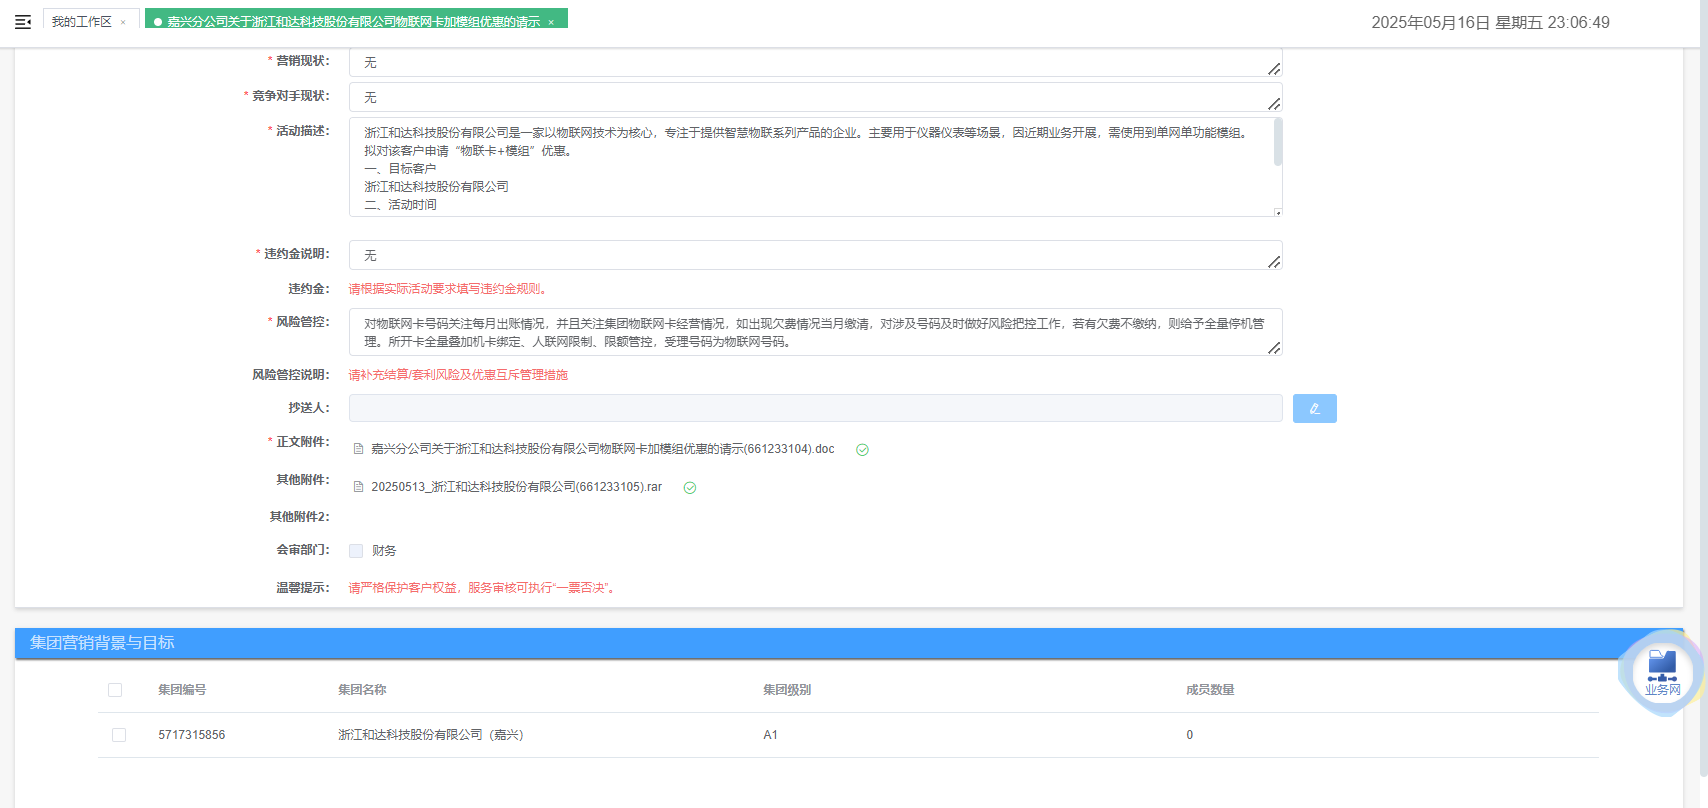 我的工作区 ×
嘉兴分公司关于浙江和达科技股份有限公司物联网卡加模组优惠的请示 ×
2025年05月16日 星期五 23:06:49
* 营销现状： 无
* 竞争对手现状： 无
* 活动描述： 浙江和达科技股份有限公司是一家以物联网技术为核心，专注于提供智慧物联系列产品的企业。主要用于仪器仪表等场景，因近期业务开展，需使用到单网单功能模组。
拟对该客户申请“物联卡+模组”优惠。
一、目标客户
浙江和达科技股份有限公司
二、活动时间
* 违约金说明： 无
违约金： 请根据实际活动要求填写违约金规则。
* 风险管控： 对物联网卡号码关注每月出账情况，并且关注集团物联网卡经营情况，如出现欠费情况当月缴清，对涉及号码及时做好风险把控工作，若有欠费不缴纳，则给予全量停机管
理。所开卡全量叠加机卡绑定、人联网限制、限额管控，受理号码为物联网号码。
风险管控说明： 请补充结算/套利风险及优惠互斥管理措施
抄送人：
* 正文附件： 嘉兴分公司关于浙江和达科技股份有限公司物联网卡加模组优惠的请示(661233104).doc
其他附件： 20250513_浙江和达科技股份有限公司(661233105).rar
其他附件2：
会审部门： 财务
温馨提示： 请严格保护客户权益，服务审核可执行“一票否决”。
集团营销背景与目标
业务网
集团编号 集团名称 集团级别 成员数量
5717315856 浙江和达科技股份有限公司（嘉兴） A1 0